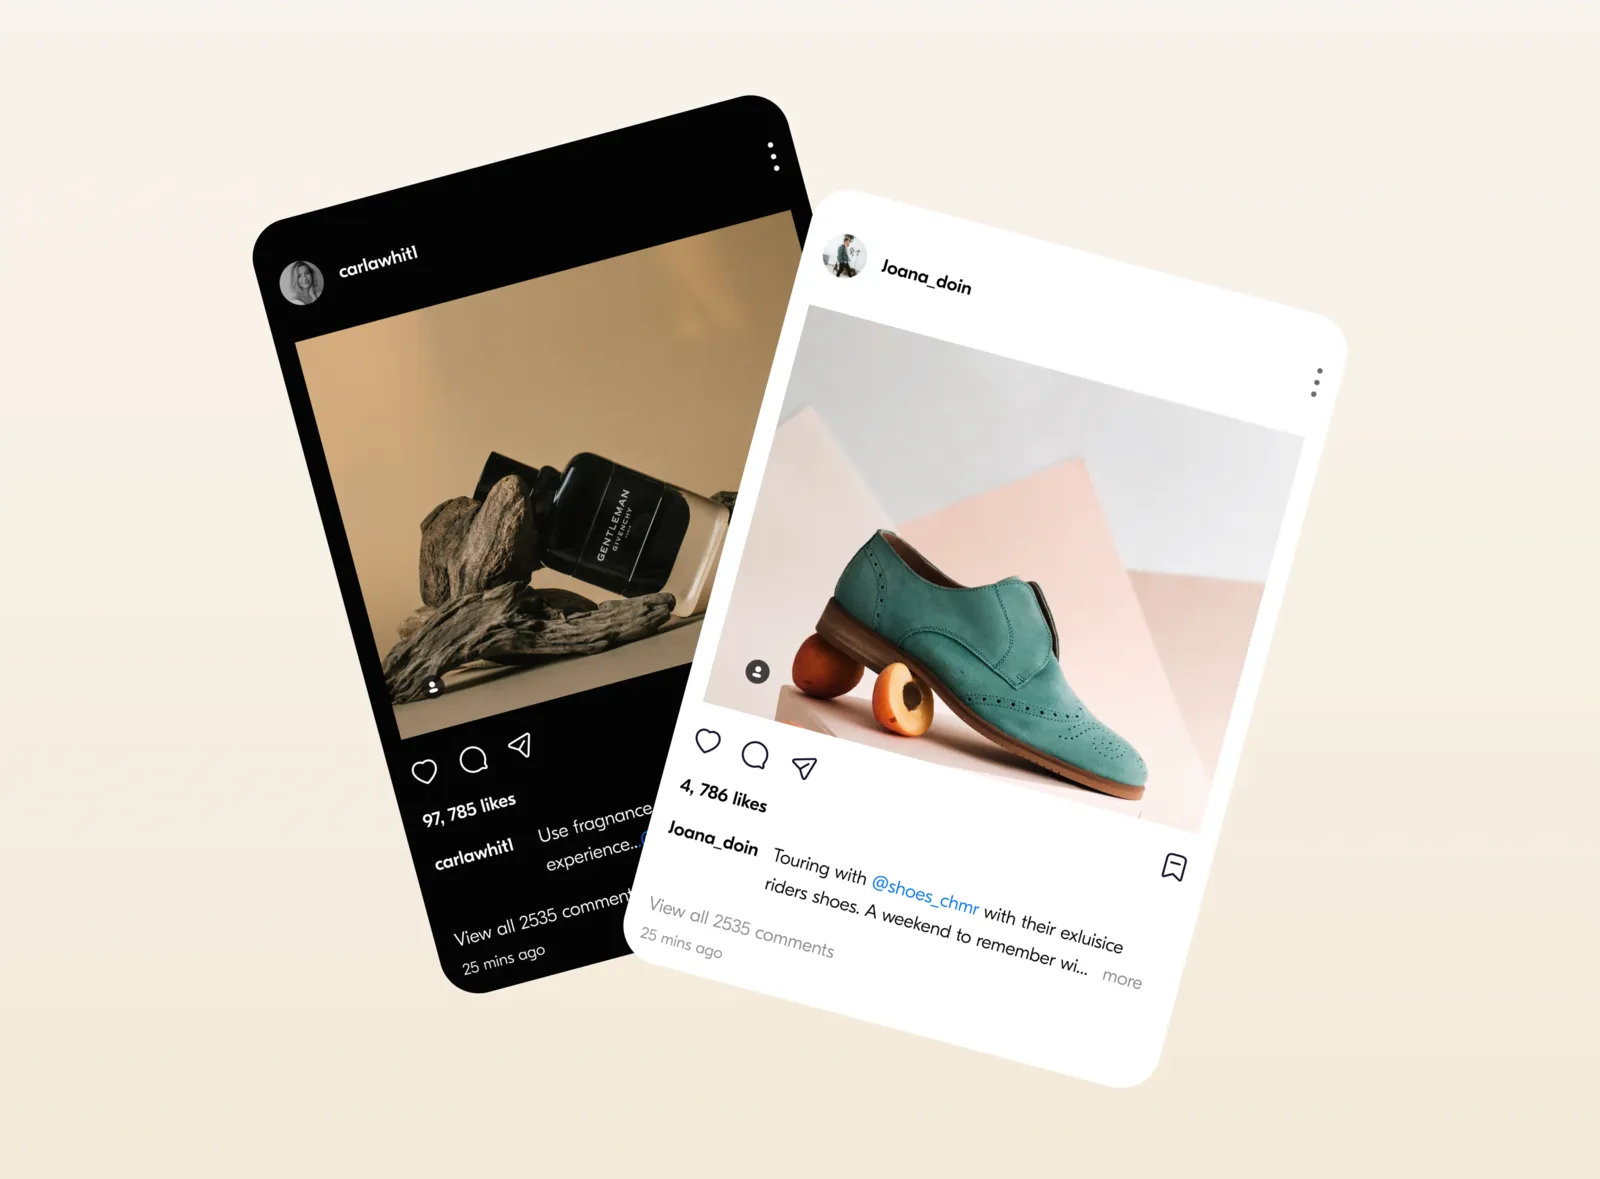 carlawhitl
GENTLEMAN
GIVENCHY
97, 785 likes
carlawhitl Use fragnance
experience...
View all 2535 comment
25 mins ago
Joana_doin
4, 786 likes
Joana_doin Touring with @shoes_chmr with their exluisice
riders shoes. A weekend to remember wi... more
View all 2535 comments
25 mins ago